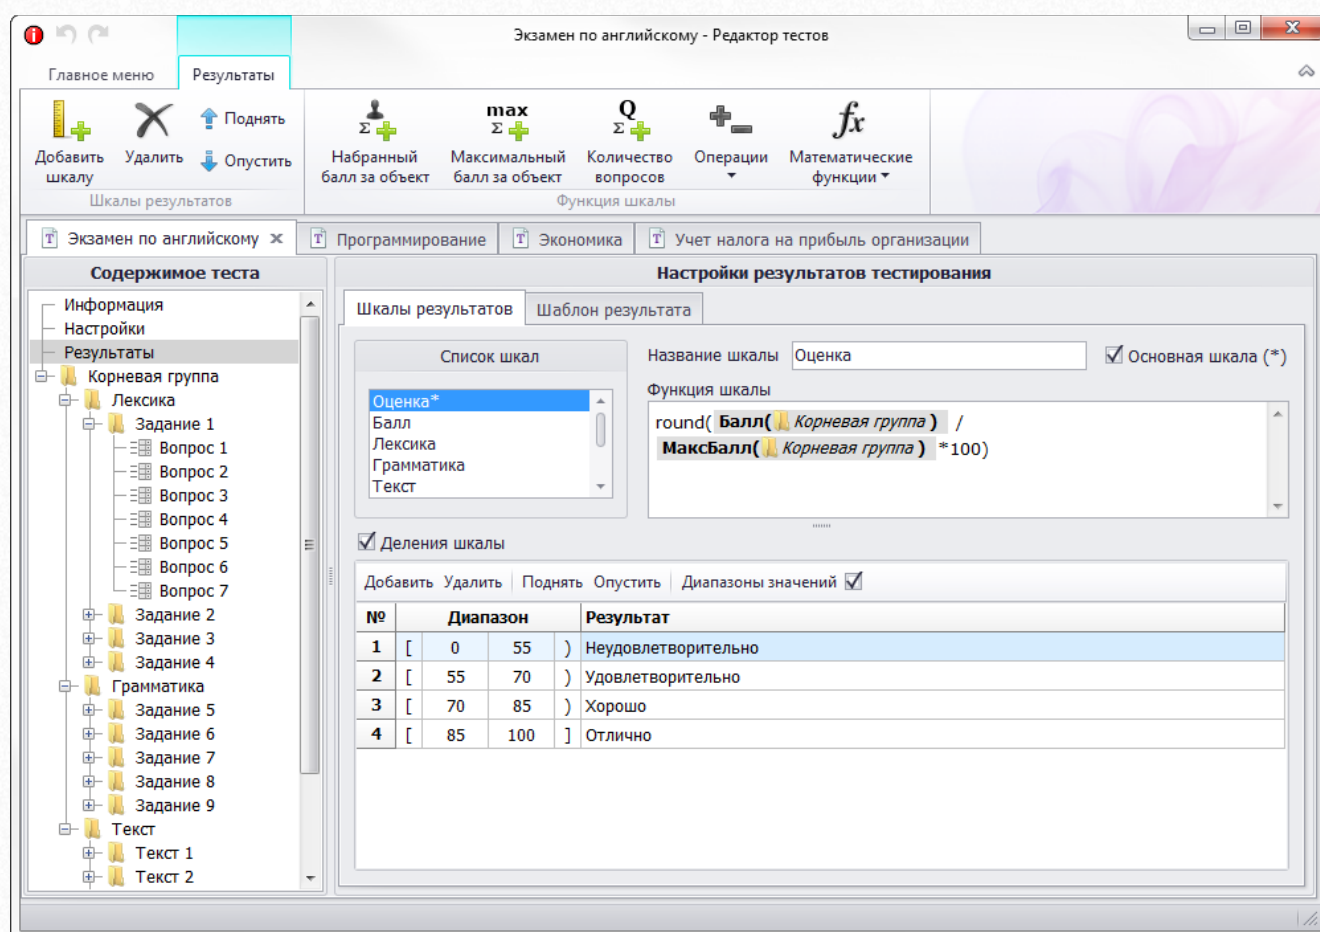 Экзамен по английскому - Редактор тестов
Главное меню
Результаты
Добавить шкалу
Удалить
Поднять
Опустить
Шкалы результатов
Σ
Набранный балл за объект
max
Σ
Максимальный балл за объект
Q
Σ
Количество вопросов
Операции
fx
Математические функции
Функция шкалы
T Экзамен по английскому
T Программирование
T Экономика
T Учет налога на прибыль организации
Содержимое теста
Информация
Настройки
Результаты
Корневая группа
Лексика
Задание 1
Вопрос 1
Вопрос 2
Вопрос 3
Вопрос 4
Вопрос 5
Вопрос 6
Вопрос 7
Задание 2
Задание 3
Задание 4
Грамматика
Задание 5
Задание 6
Задание 7
Задание 8
Задание 9
Текст
Текст 1
Текст 2
Настройки результатов тестирования
Шкалы результатов
Шаблон результата
Список шкал
Оценка*
Балл
Лексика
Грамматика
Текст
Название шкалы Оценка
Основная шкала (*)
Функция шкалы
round( Балл( Корневая группа ) /
МаксБалл( Корневая группа ) *100)
Деления шкалы
Добавить Удалить Поднять Опустить Диапазоны значений
№ Диапазон Результат
1 [ 0 55 ) Неудовлетворительно
2 [ 55 70 ) Удовлетворительно
3 [ 70 85 ) Хорошо
4 [ 85 100 ] Отлично